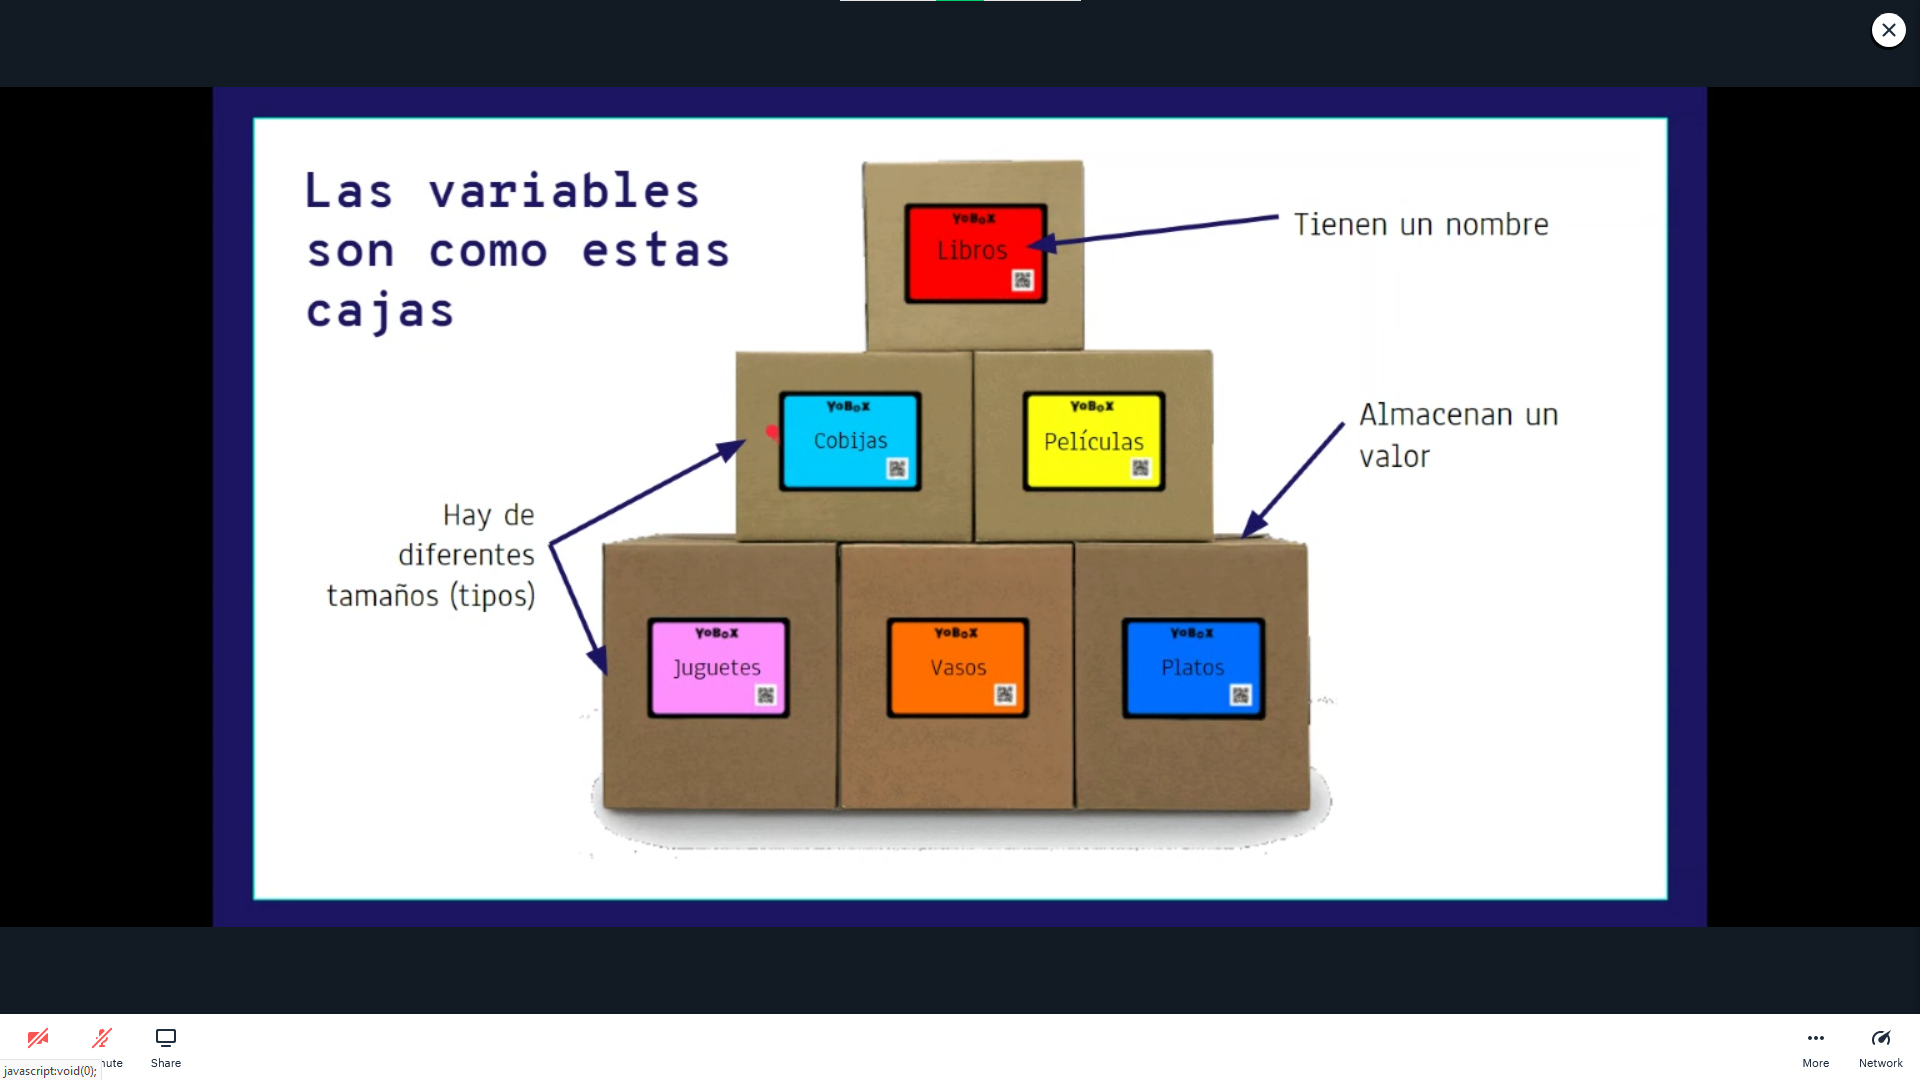 Las variables
son como estas
cajas
YoBoX
Libros
Tienen un nombre
YoBoX
Cobijas
YoBoX
Películas
Almacenan un
valor
Hay de
diferentes
tamaños (tipos)
YoBoX
Juguetes
YoBoX
Vasos
YoBoX
Platos
mute
Share
More
Network
javascript:void(0);